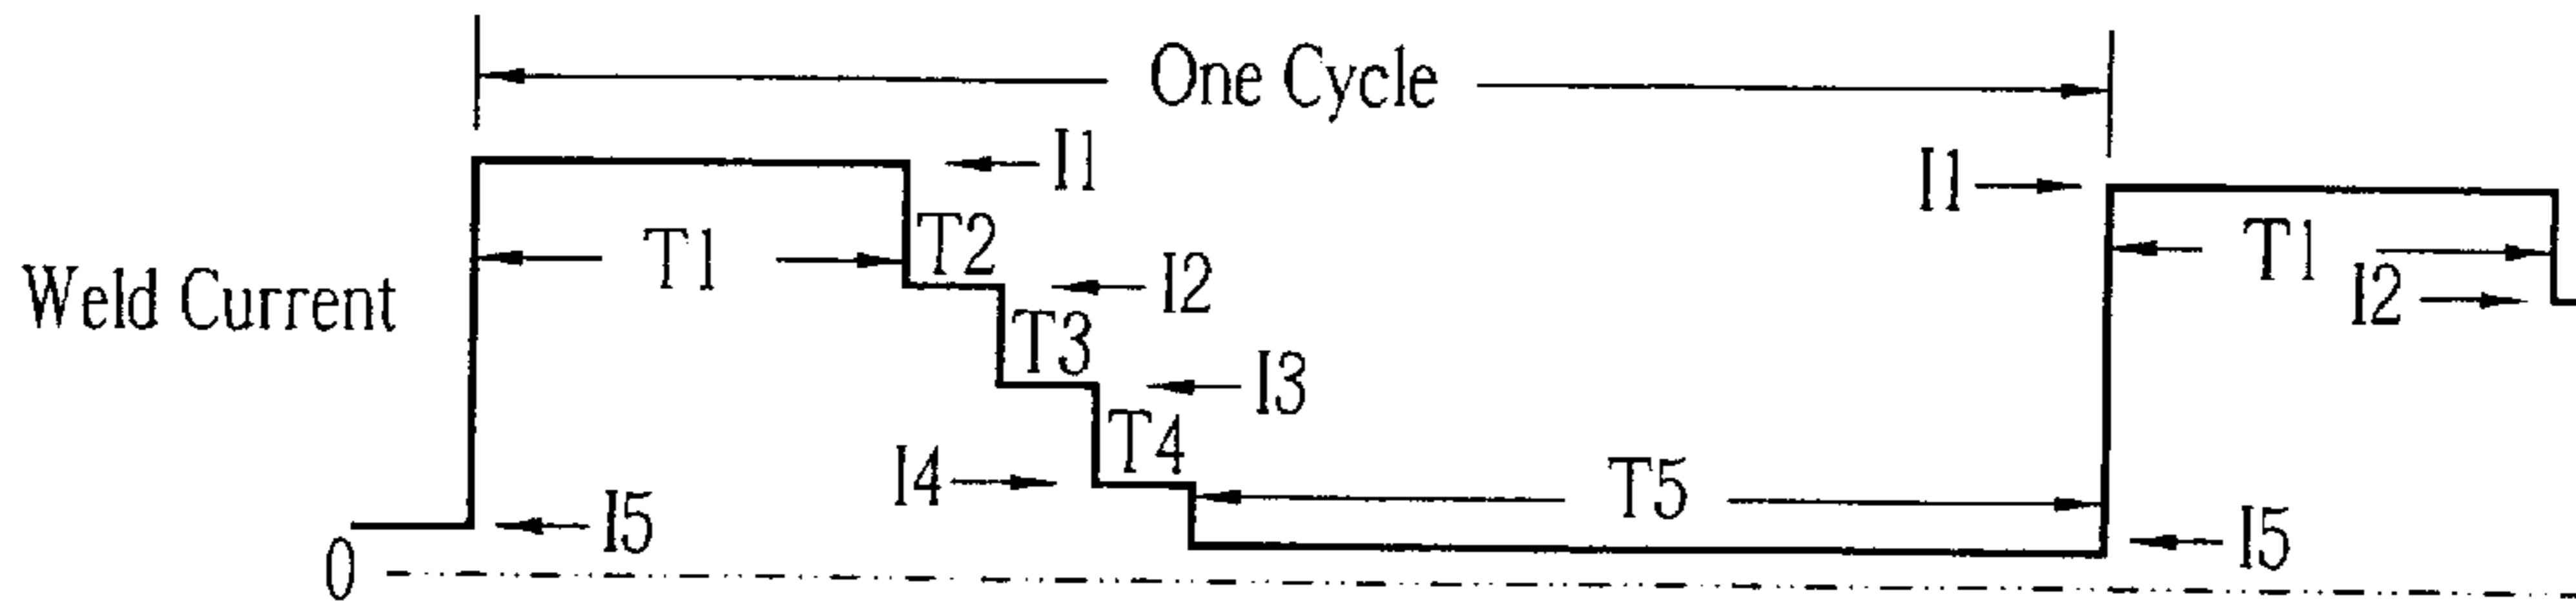 One Cycle
I1
I1
T1
T2
T1
Weld Current
I2
I2
T3
I3
T4
I4
T5
I5
I5
0